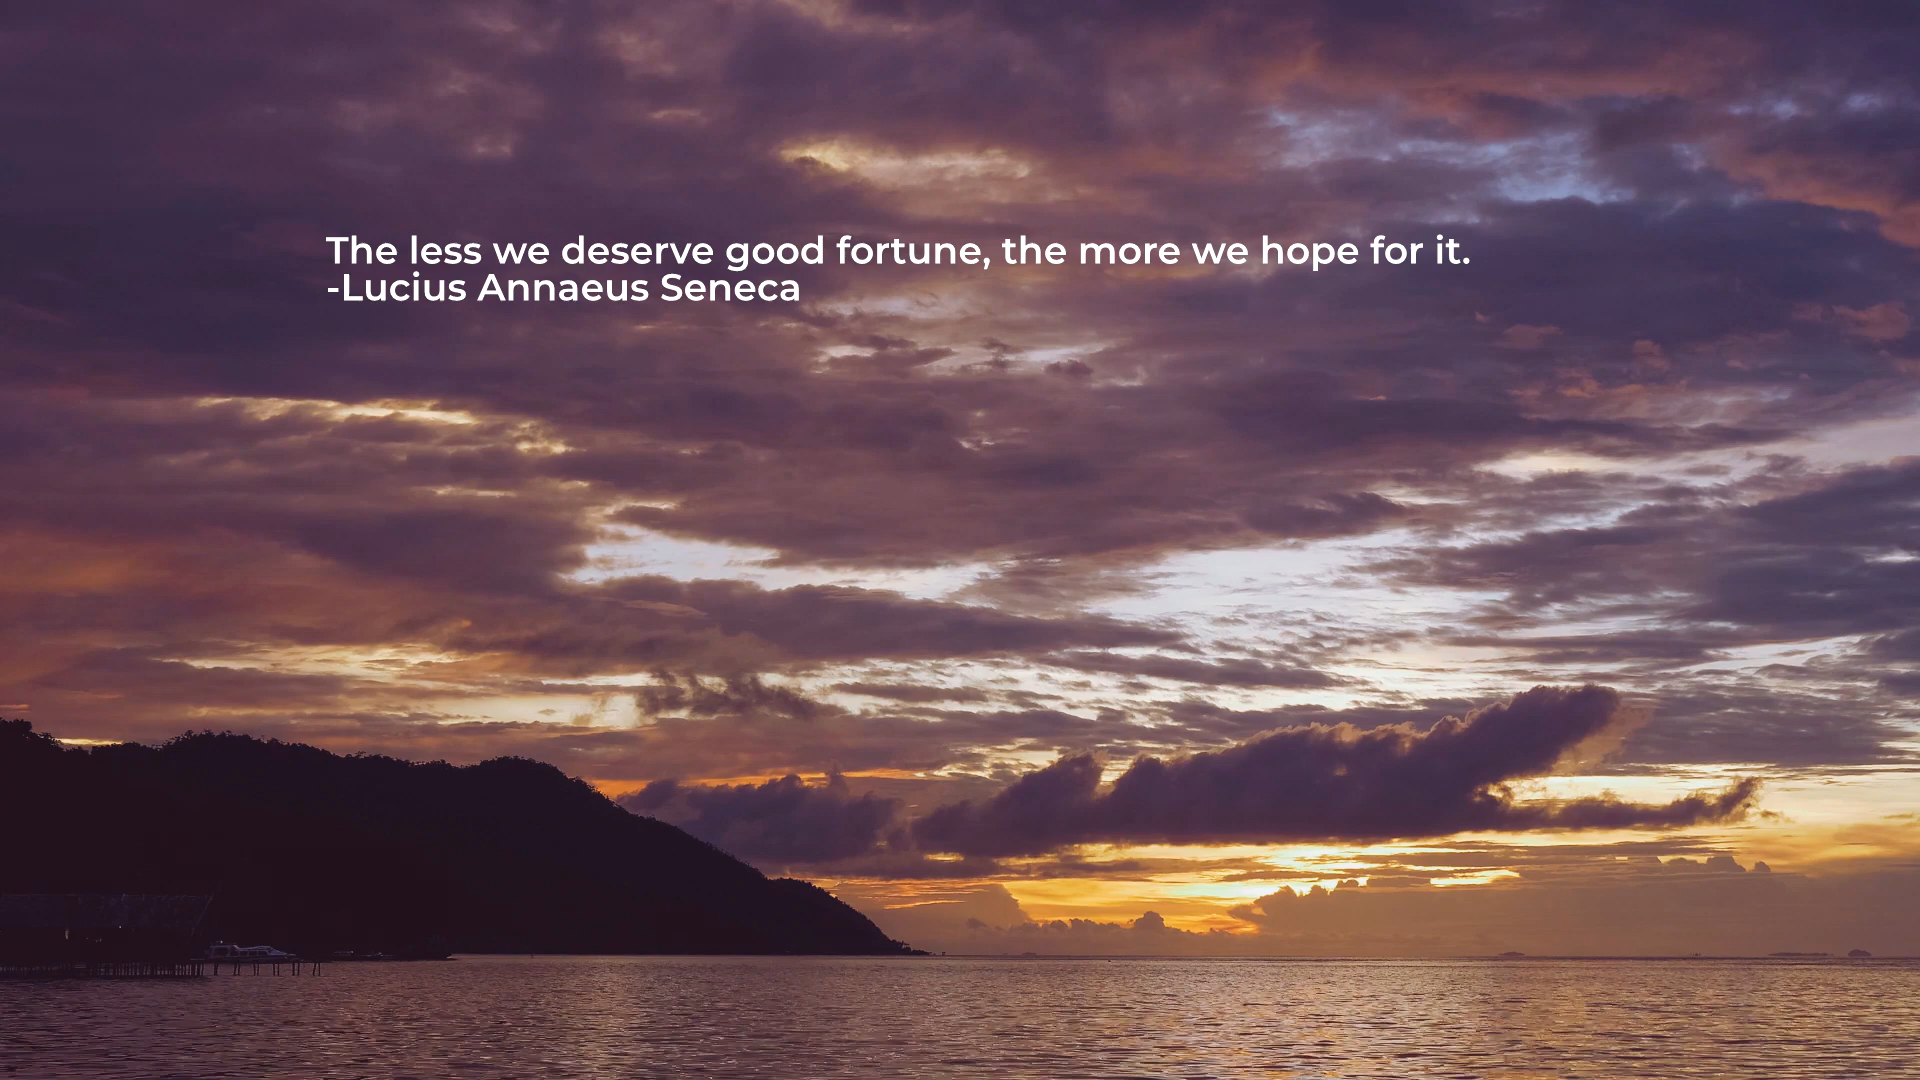 The less we deserve good fortune, the more we hope for it.
-Lucius Annaeus Seneca